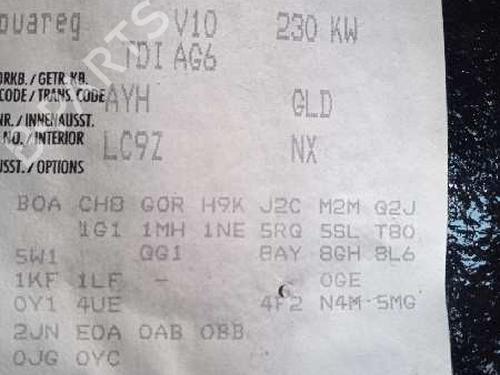 ouareg V10 230 KW
TDI AG6
ORKB. / GETR. KB.
CODE / TRANS. CODE
AYH GLD
NR. / INNENAUSST.
NO. / INTERIOR
LC9Z NX
USST. / OPTIONS
B0A CH8 G0R H9K J2C M2M G2J
1G1 1MH 1NE 5RQ 5SL T80
5W1 QG1 8AY 8GH 8L6
1KF 1LF - 0GE
0Y1 4UE 4F2 N4M 5MG
2JN E0A 0AB 0BB
0JG 0YC